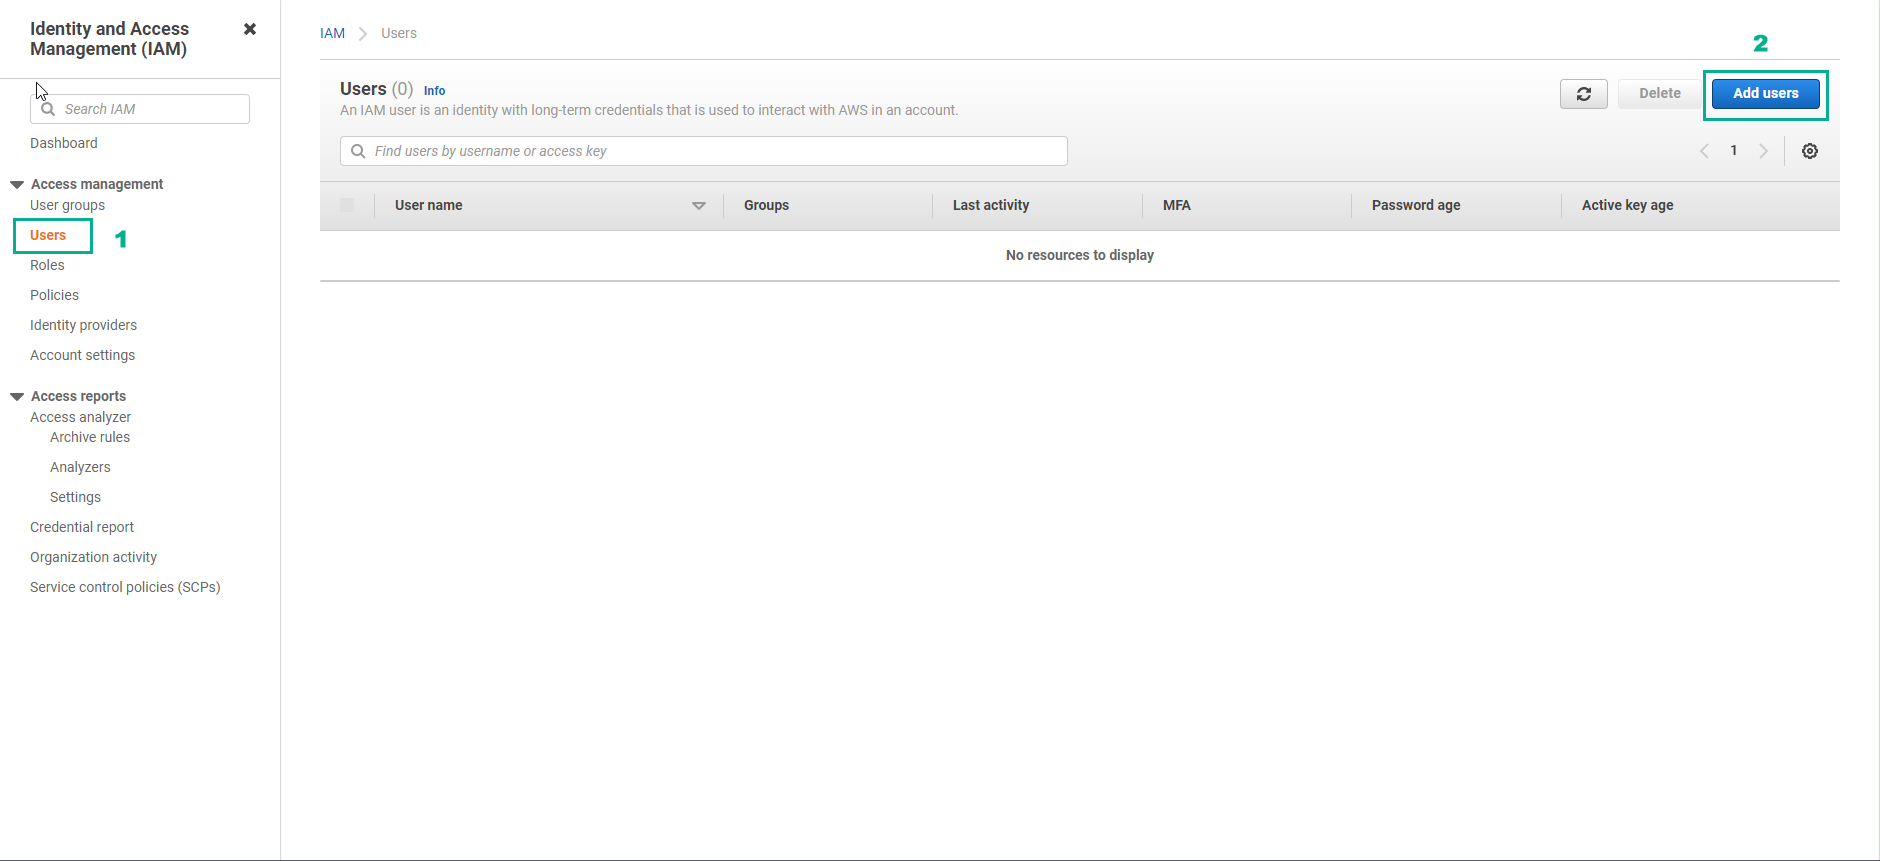 Identity and Access
Management (IAM)
Search IAM
Dashboard
Access management
User groups
Users
1
Roles
Policies
Identity providers
Account settings
Access reports
Access analyzer
Archive rules
Analyzers
Settings
Credential report
Organization activity
Service control policies (SCPs)
IAM Users
2
Users (0) Info
An IAM user is an identity with long-term credentials that is used to interact with AWS in an account.
Delete
Add users
Find users by username or access key
1
User name Groups Last activity MFA Password age Active key age
No resources to display